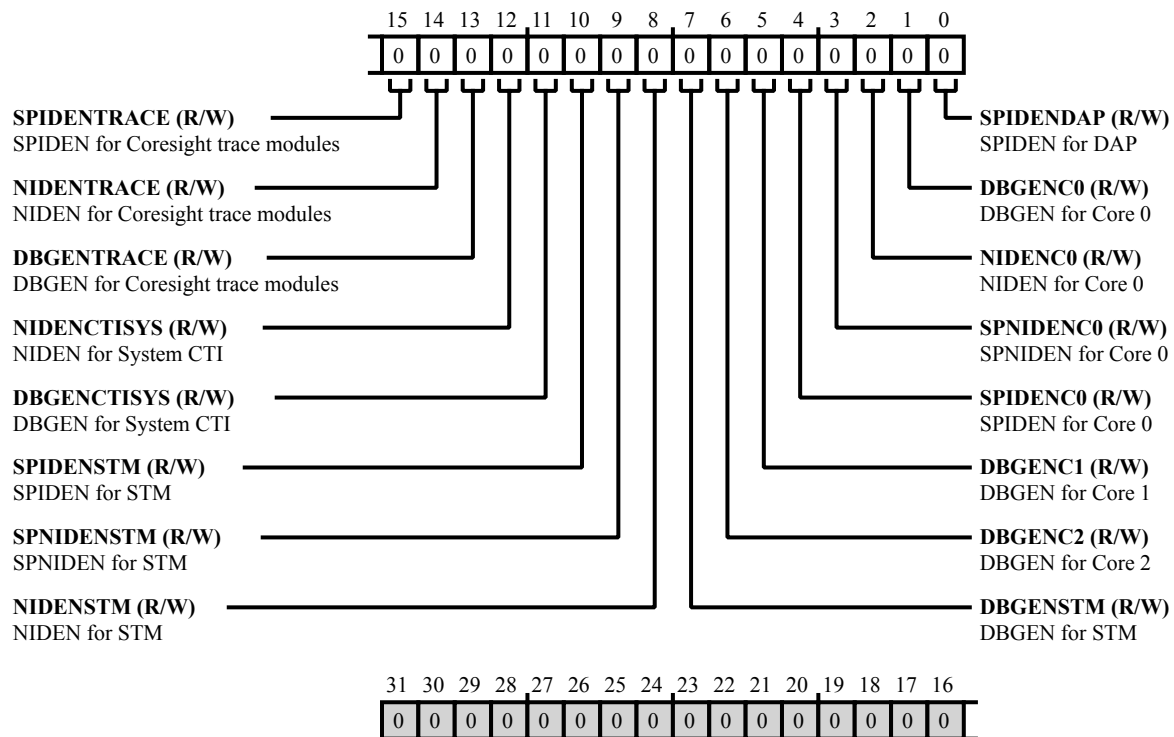 15 14 13 12 11 10 9 8 7 6 5 4 3 2 1 0
0 0 0 0 0 0 0 0 0 0 0 0 0 0 0 0
SPIDENTRACE (R/W)
SPIDEN for Coresight trace modules
NIDENTRACE (R/W)
NIDEN for Coresight trace modules
DBGENTRACE (R/W)
DBGEN for Coresight trace modules
NIDENCTISYS (R/W)
NIDEN for System CTI
DBGENCTISYS (R/W)
DBGEN for System CTI
SPIDENSTM (R/W)
SPIDEN for STM
SPNIDENSTM (R/W)
SPNIDEN for STM
NIDENSTM (R/W)
NIDEN for STM
SPIDENDAP (R/W)
SPIDEN for DAP
DBGENC0 (R/W)
DBGEN for Core 0
NIDENC0 (R/W)
NIDEN for Core 0
SPNIDENC0 (R/W)
SPNIDEN for Core 0
SPIDENC0 (R/W)
SPIDEN for Core 0
DBGENC1 (R/W)
DBGEN for Core 1
DBGENC2 (R/W)
DBGEN for Core 2
DBGENSTM (R/W)
DBGEN for STM
31 30 29 28 27 26 25 24 23 22 21 20 19 18 17 16
0 0 0 0 0 0 0 0 0 0 0 0 0 0 0 0